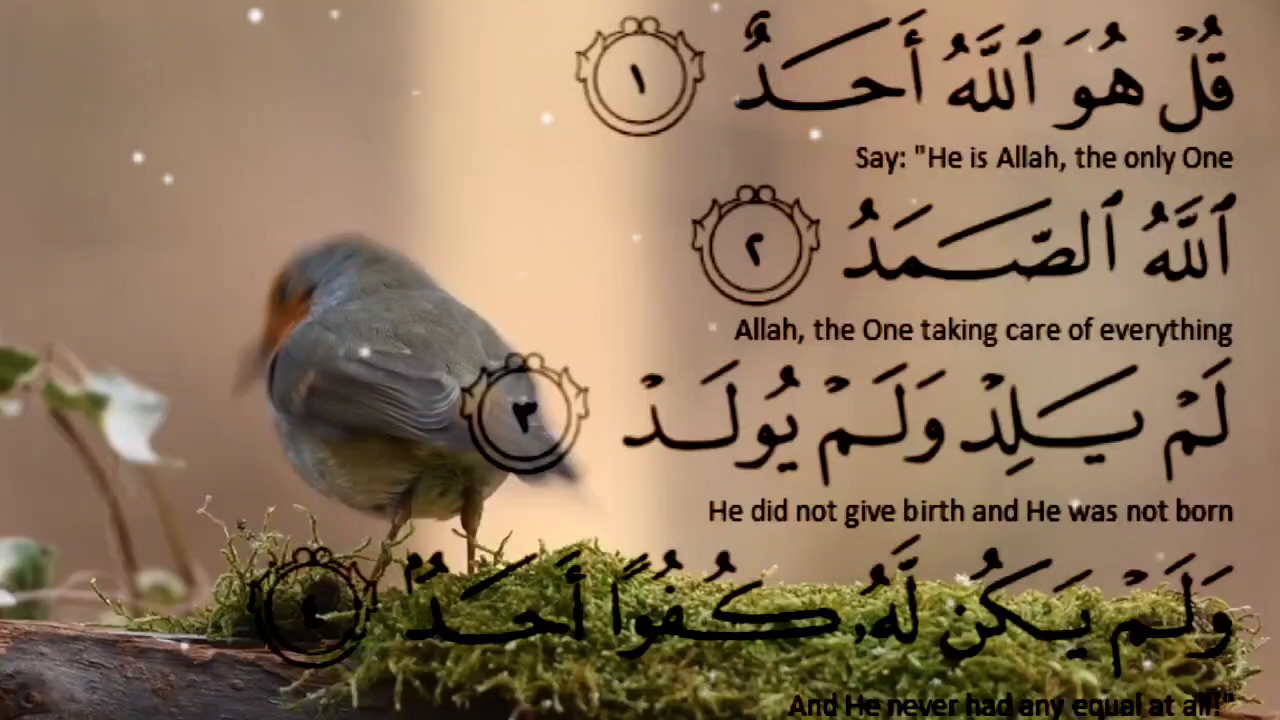 قُلْ هُوَ ٱللَّهُ أَحَدٌ ١
Say: "He is Allah, the only One
ٱللَّهُ ٱلصَّمَدُ ٢
Allah, the One taking care of everything
لَمْ يَلِدْ وَلَمْ يُولَدْ ٣
He did not give birth and He was not born
وَلَمْ يَكُن لَّهُۥ كُفُوًا أَحَدٌۢ ٤
And He never had any equal at all!"